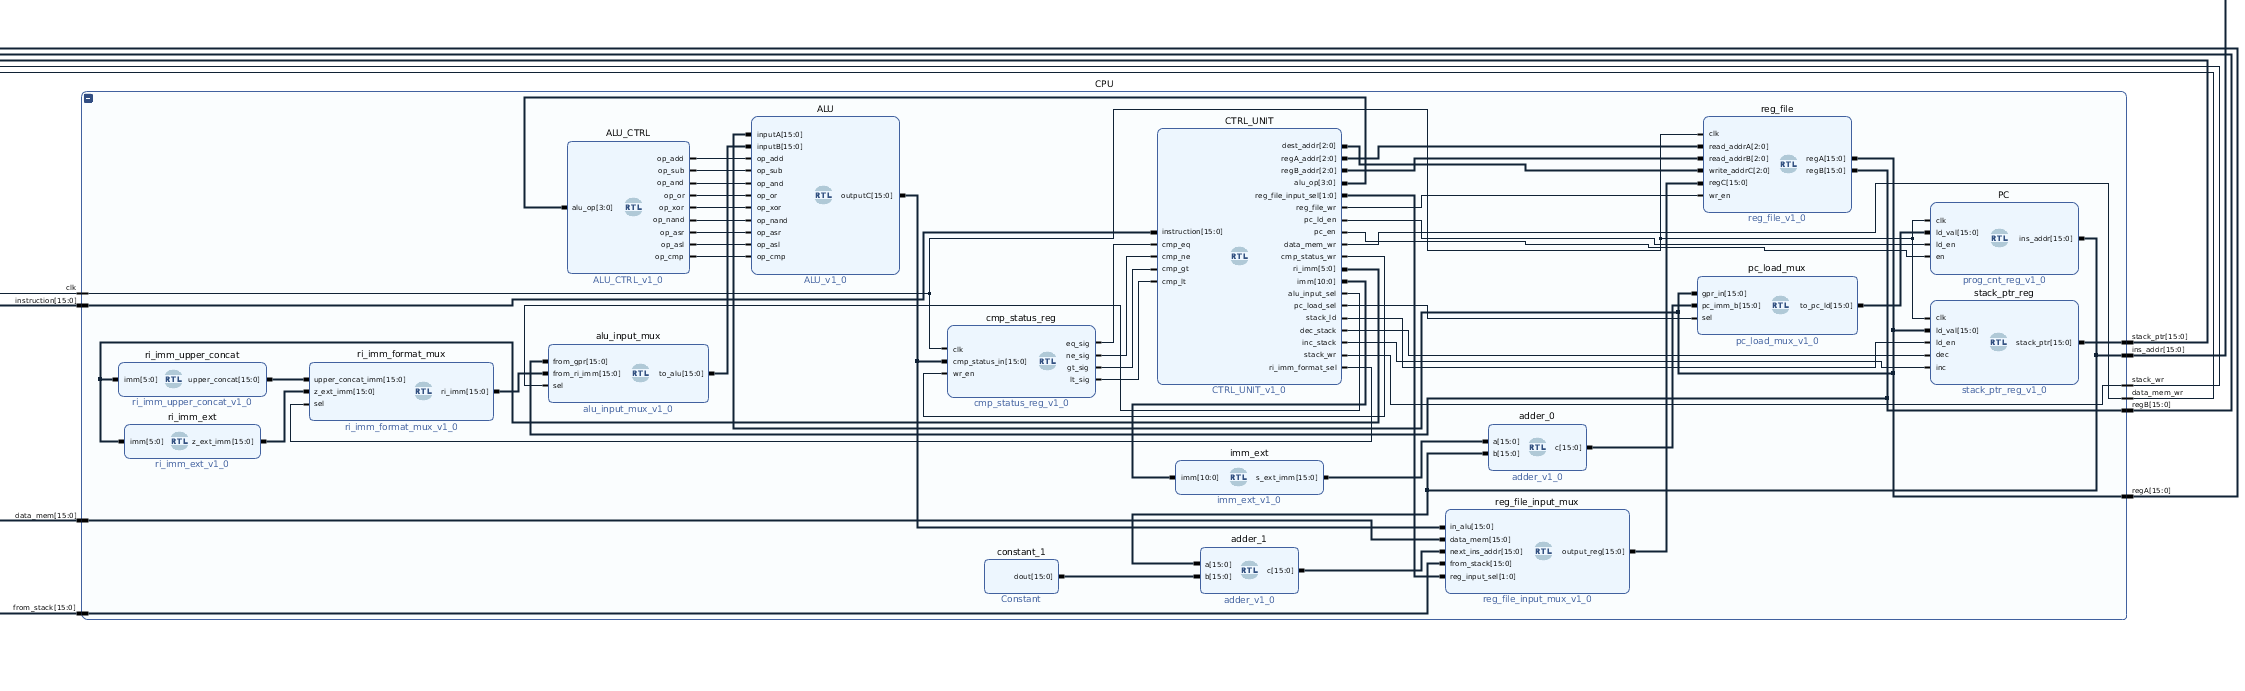 CPU
clk
instruction[15:0]
data_mem[15:0]
from_stack[15:0]
ri_imm_upper_concat
imm[5:0]
RTL
upper_concat[15:0]
ri_imm_upper_concat_v1_0
ri_imm_ext
imm[5:0]
RTL
z_ext_imm[15:0]
ri_imm_ext_v1_0
ri_imm_format_mux
upper_concat_imm[15:0]
z_ext_imm[15:0]
sel
RTL
ri_imm[15:0]
ri_imm_format_mux_v1_0
ALU_CTRL
alu_op[3:0]
RTL
op_add
op_sub
op_and
op_or
op_xor
op_nand
op_asr
op_asl
op_cmp
ALU_CTRL_v1_0
alu_input_mux
from_gpr[15:0]
from_ri_imm[15:0]
sel
RTL
to_alu[15:0]
alu_input_mux_v1_0
ALU
inputA[15:0]
inputB[15:0]
op_add
op_sub
op_and
op_or
op_xor
op_nand
op_asr
op_asl
op_cmp
RTL
outputC[15:0]
ALU_v1_0
cmp_status_reg
clk
cmp_status_in[15:0]
wr_en
RTL
eq_sig
ne_sig
gt_sig
lt_sig
cmp_status_reg_v1_0
constant_1
dout[15:0]
Constant
CTRL_UNIT
instruction[15:0]
cmp_eq
cmp_ne
cmp_gt
cmp_lt
RTL
dest_addr[2:0]
regA_addr[2:0]
regB_addr[2:0]
alu_op[3:0]
reg_file_input_sel[1:0]
reg_file_wr
pc_ld_en
pc_en
data_mem_wr
cmp_status_wr
ri_imm[5:0]
imm[10:0]
alu_input_sel
pc_load_sel
stack_ld
dec_stack
inc_stack
stack_wr
ri_imm_format_sel
CTRL_UNIT_v1_0
imm_ext
imm[10:0]
RTL
s_ext_imm[15:0]
imm_ext_v1_0
adder_1
a[15:0]
b[15:0]
RTL
c[15:0]
adder_v1_0
adder_0
a[15:0]
b[15:0]
RTL
c[15:0]
adder_v1_0
reg_file_input_mux
in_alu[15:0]
data_mem[15:0]
next_ins_addr[15:0]
from_stack[15:0]
reg_input_sel[1:0]
RTL
output_reg[15:0]
reg_file_input_mux_v1_0
reg_file
clk
read_addrA[2:0]
read_addrB[2:0]
write_addrC[2:0]
regC[15:0]
wr_en
RTL
regA[15:0]
regB[15:0]
reg_file_v1_0
pc_load_mux
gpr_in[15:0]
pc_imm_b[15:0]
sel
RTL
to_pc_ld[15:0]
pc_load_mux_v1_0
PC
clk
ld_val[15:0]
ld_en
en
RTL
ins_addr[15:0]
prog_cnt_reg_v1_0
stack_ptr_reg
clk
ld_val[15:0]
ld_en
dec
inc
RTL
stack_ptr[15:0]
stack_ptr_reg_v1_0
stack_ptr[15:0]
ins_addr[15:0]
stack_wr
data_mem_wr
regB[15:0]
regA[15:0]